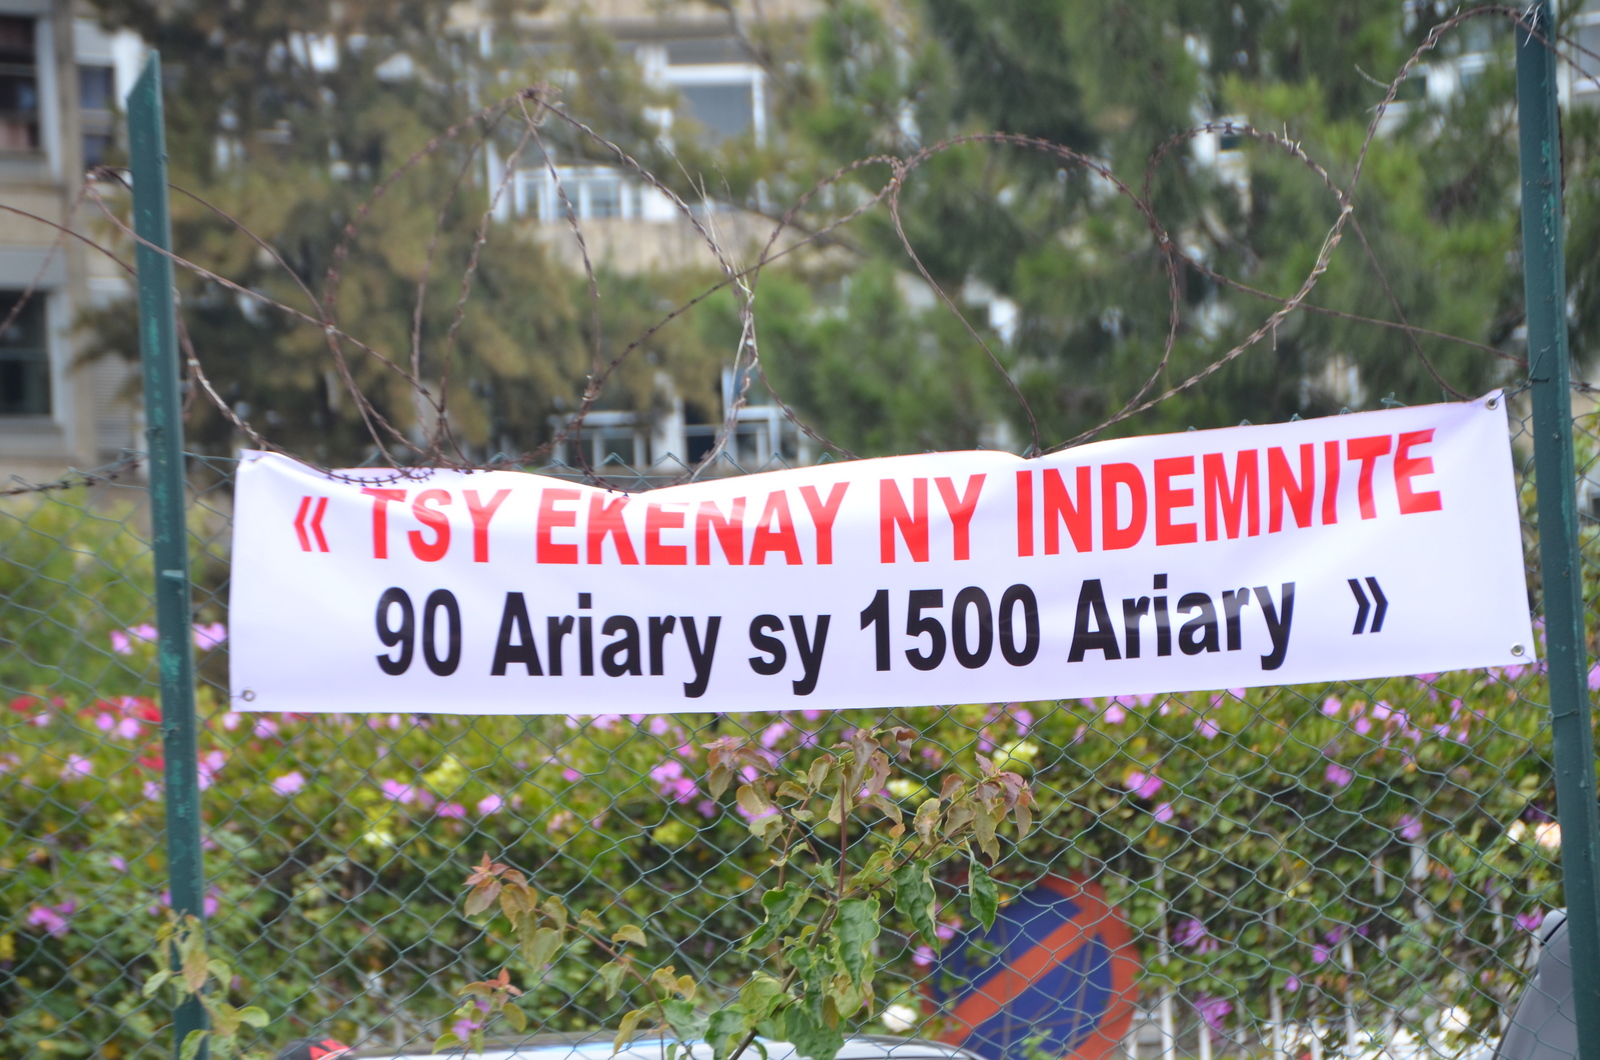 « TSY EKENAY NY INDEMNITE
90 Ariary sy 1500 Ariary »